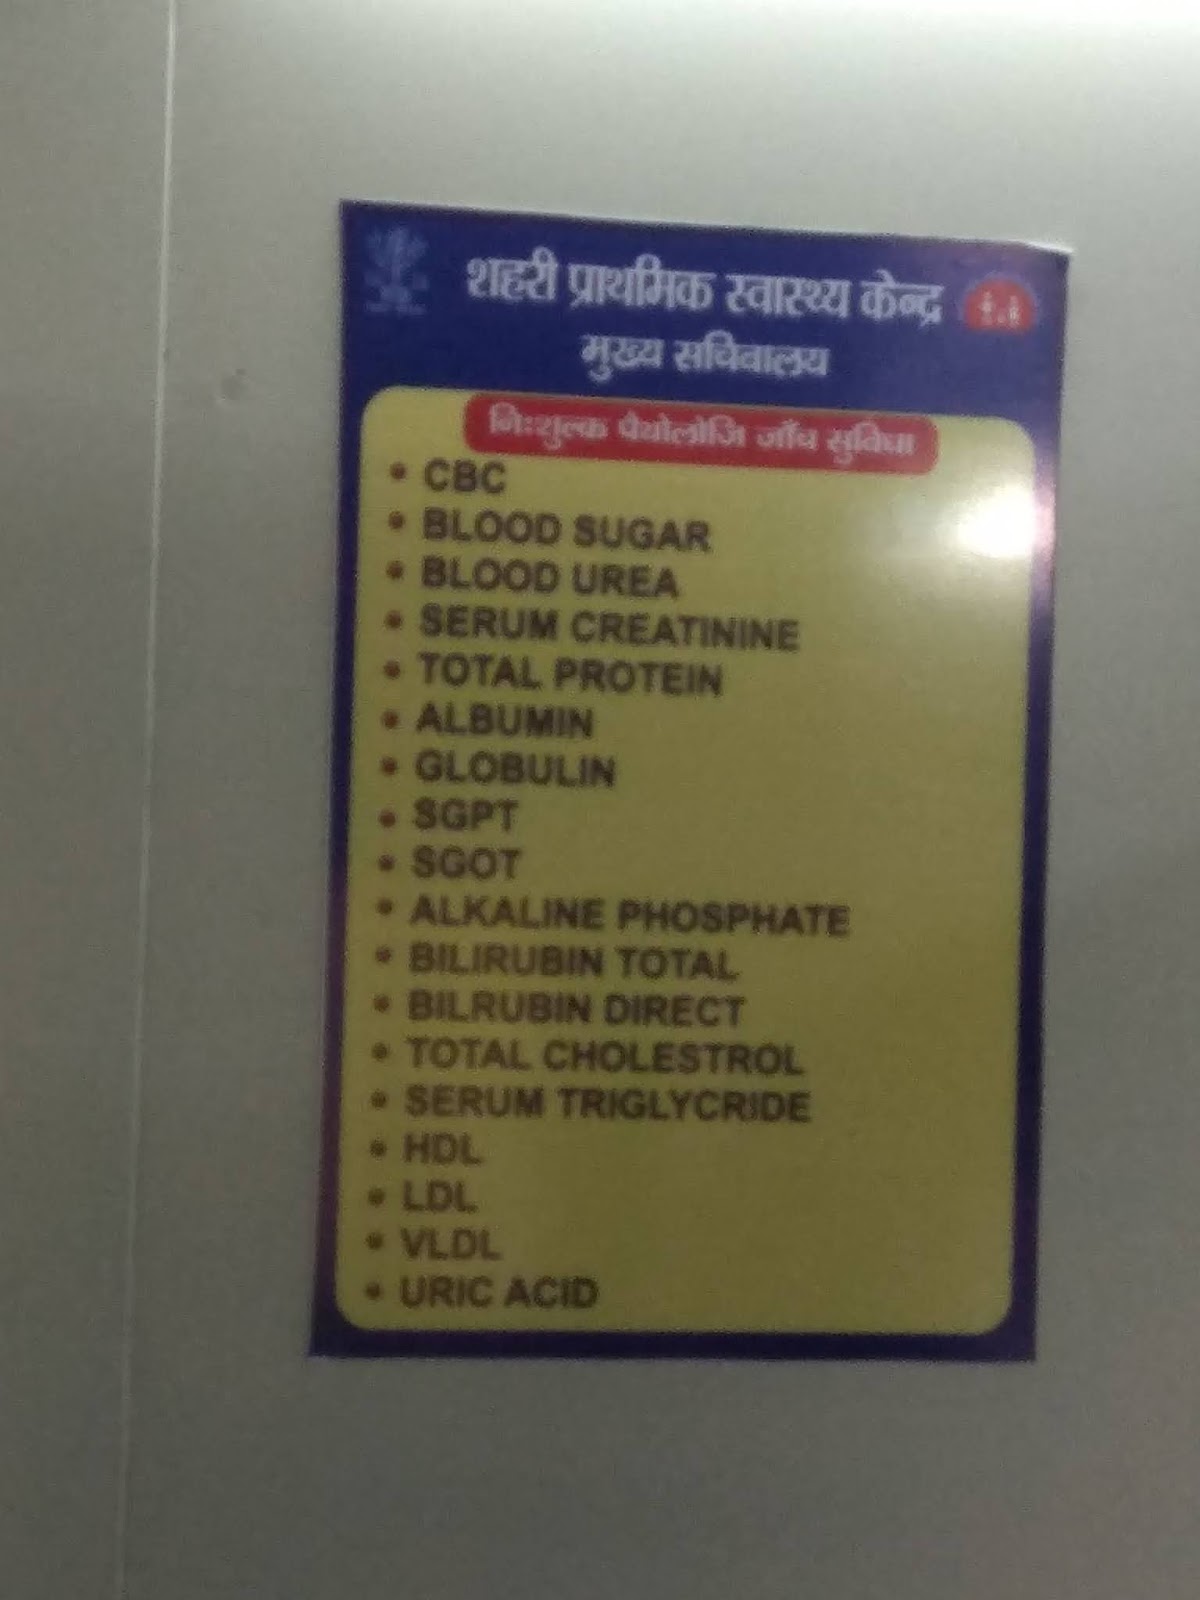 शहरी प्राथमिक स्वास्थ्य केन्द्र
मुख्य सचिवालय
निःशुल्क पैथोलोजि जाँच सुविधा
• CBC
• BLOOD SUGAR
• BLOOD UREA
• SERUM CREATININE
• TOTAL PROTEIN
• ALBUMIN
• GLOBULIN
• SGPT
• SGOT
• ALKALINE PHOSPHATE
• BILIRUBIN TOTAL
• BILRUBIN DIRECT
• TOTAL CHOLESTROL
• SERUM TRIGLYCRIDE
• HDL
• LDL
• VLDL
• URIC ACID